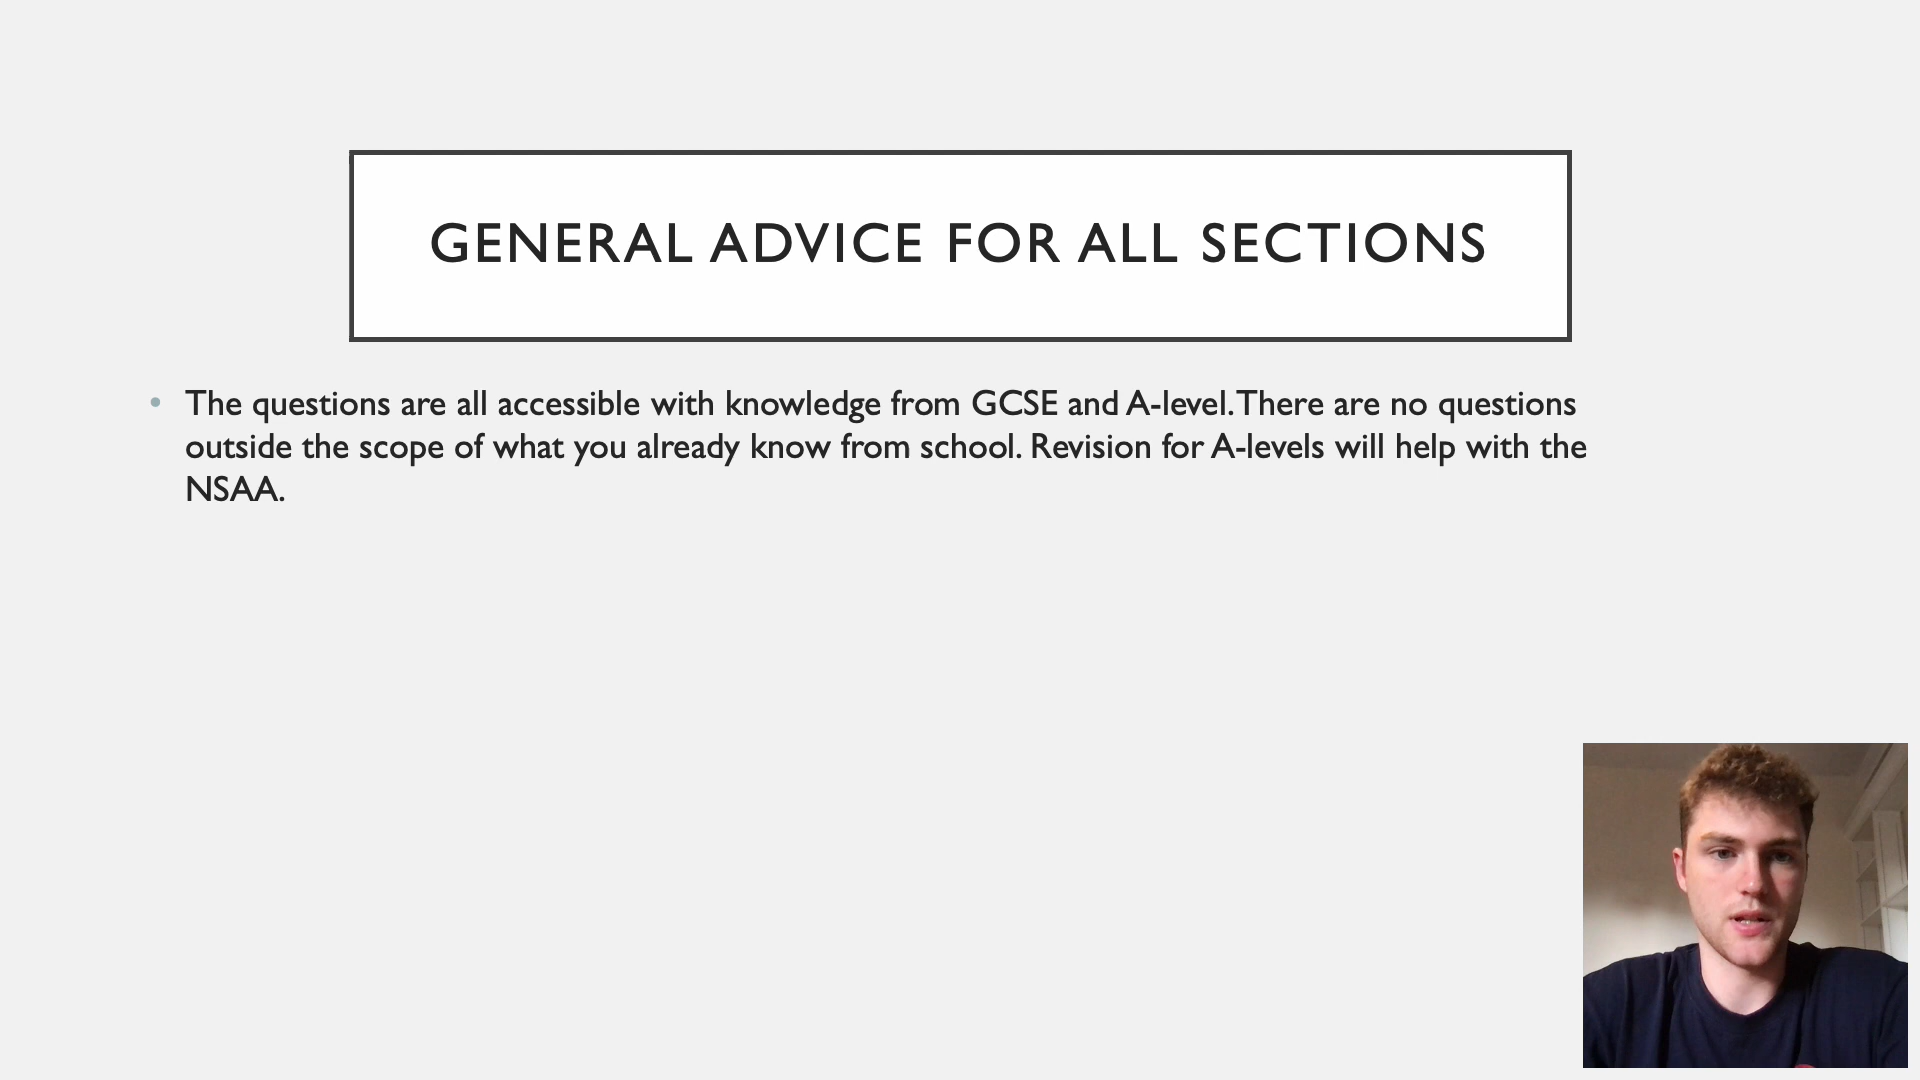 GENERAL ADVICE FOR ALL SECTIONS
• The questions are all accessible with knowledge from GCSE and A-level. There are no questions
outside the scope of what you already know from school. Revision for A-levels will help with the
NSAA.